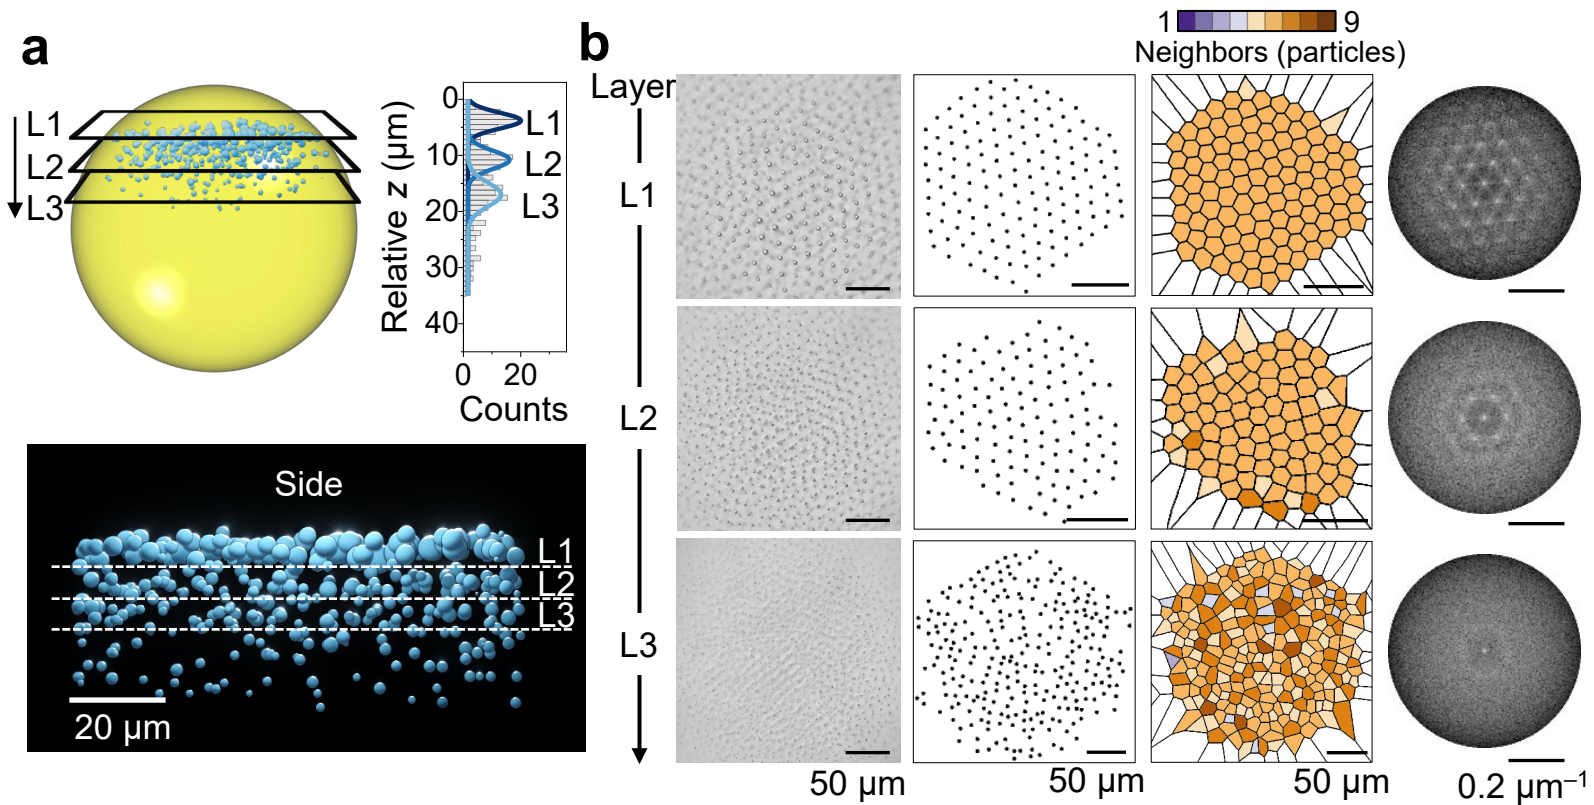 a
L1
L2
L3
Relative z (µm)
0
10
20
30
40
L1
L2
L3
0 20
Counts
Side
L1
L2
L3
20 µm
b
1 9
Neighbors (particles)
Layer
L1
L2
L3
50 µm
50 µm
50 µm
0.2 µm⁻¹